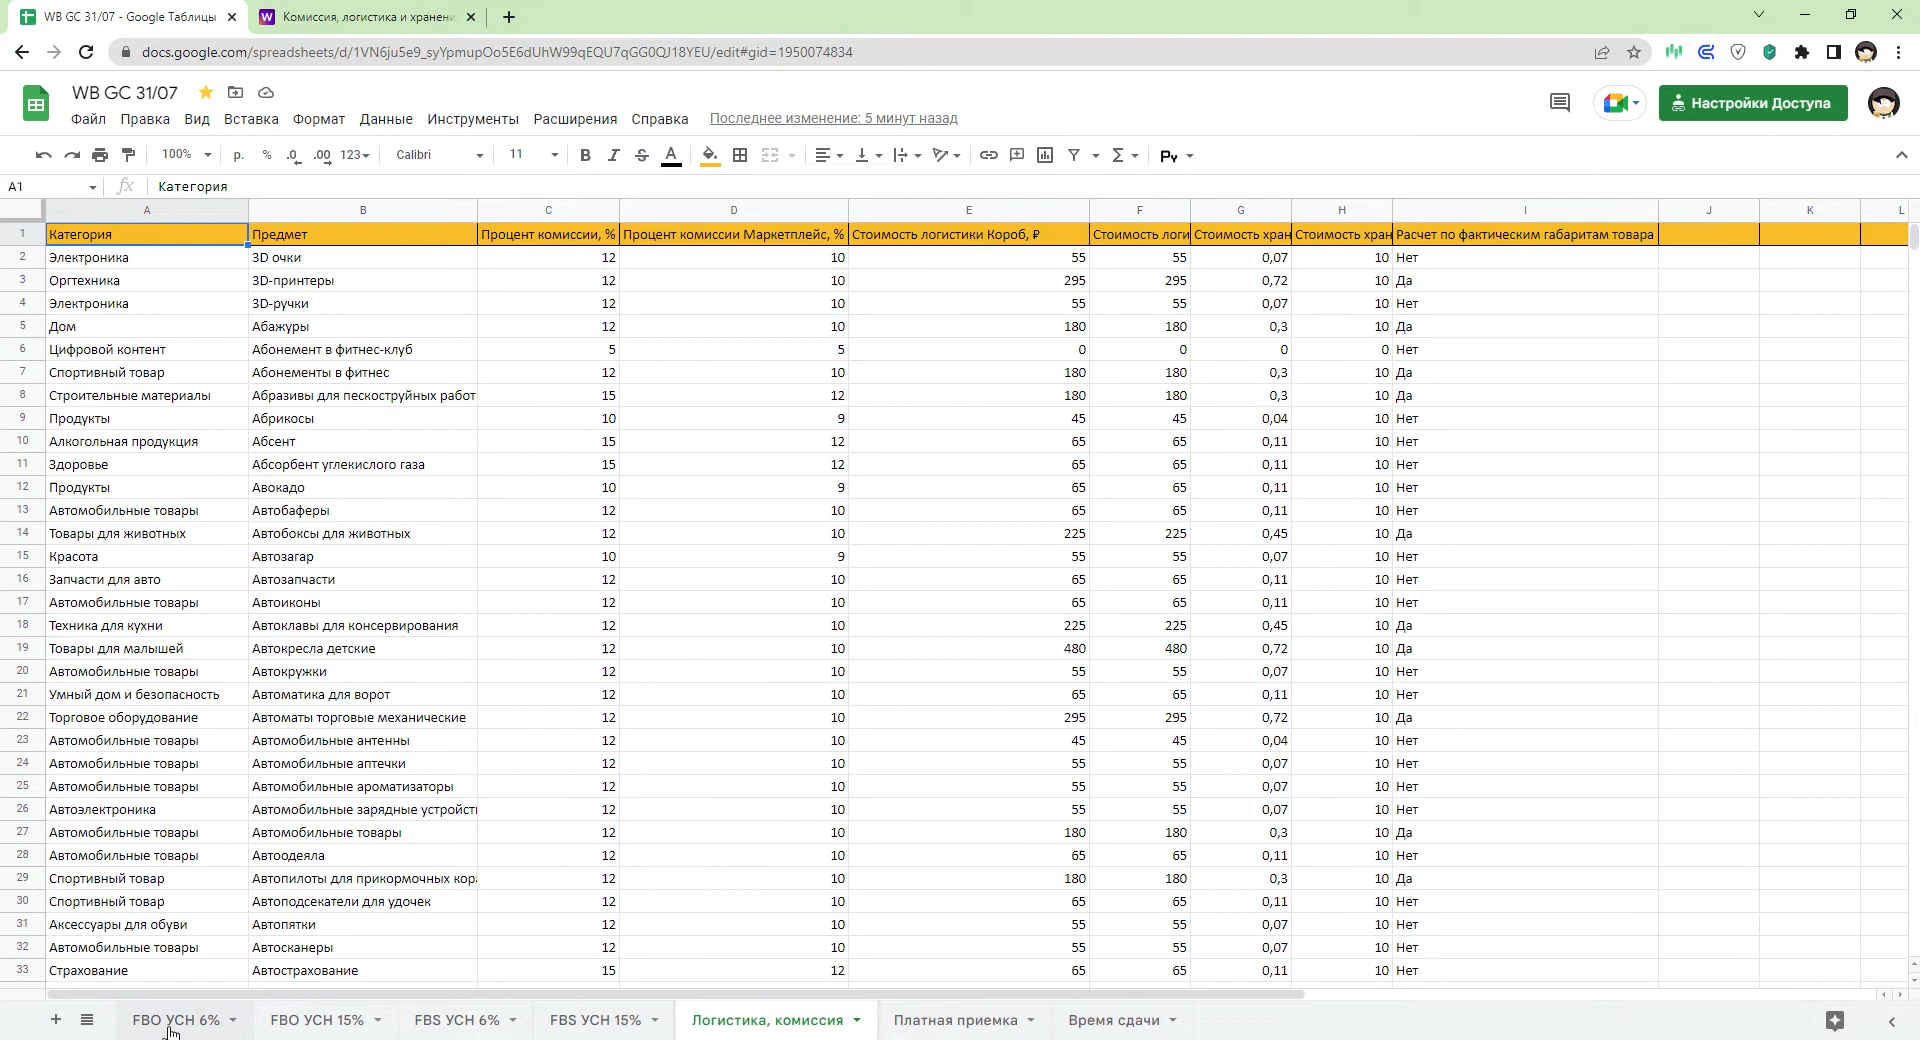 WB GC 31/07 - Google Таблицы
Комиссия, логистика и хранени
docs.google.com/spreadsheets/d/1VN6ju5e9_syYpmupOo5E6dUhW99qEQU7qGG0QJ18YEU/edit#gid=1950074834
WB GC 31/07
Файл Правка Вид Вставка Формат Данные Инструменты Расширения Справка Последнее изменение: 5 минут назад
Настройки Доступа
100% р. % .0 .00 123 Calibri 11 B I S A Σ Py
A1 fx Категория
A B C D E F G H I J K L
1 Категория Предмет Процент комиссии, % Процент комиссии Маркетплейс, % Стоимость логистики Короб, ₽ Стоимость логи Стоимость хран Стоимость хран Расчет по фактическим габаритам товара
2 Электроника 3D очки 12 10 55 55 0,07 10 Нет
3 Оргтехника 3D-принтеры 12 10 295 295 0,72 10 Да
4 Электроника 3D-ручки 12 10 55 55 0,07 10 Нет
5 Дом Абажуры 12 10 180 180 0,3 10 Да
6 Цифровой контент Абонемент в фитнес-клуб 5 5 0 0 0 0 Нет
7 Спортивный товар Абонементы в фитнес 12 10 180 180 0,3 10 Да
8 Строительные материалы Абразивы для пескоструйных работ 15 12 180 180 0,3 10 Да
9 Продукты Абрикосы 10 9 45 45 0,04 10 Нет
10 Алкогольная продукция Абсент 15 12 65 65 0,11 10 Нет
11 Здоровье Абсорбент углекислого газа 15 12 65 65 0,11 10 Нет
12 Продукты Авокадо 10 9 65 65 0,11 10 Нет
13 Автомобильные товары Автобаферы 12 10 65 65 0,11 10 Нет
14 Товары для животных Автобоксы для животных 12 10 225 225 0,45 10 Да
15 Красота Автозагар 10 9 55 55 0,07 10 Нет
16 Запчасти для авто Автозапчасти 12 10 65 65 0,11 10 Нет
17 Автомобильные товары Автоиконы 12 10 65 65 0,11 10 Нет
18 Техника для кухни Автоклавы для консервирования 12 10 225 225 0,45 10 Да
19 Товары для малышей Автокресла детские 12 10 480 480 0,72 10 Да
20 Автомобильные товары Автокружки 12 10 55 55 0,07 10 Нет
21 Умный дом и безопасность Автоматика для ворот 12 10 65 65 0,11 10 Нет
22 Торговое оборудование Автоматы торговые механические 12 10 295 295 0,72 10 Да
23 Автомобильные товары Автомобильные антенны 12 10 45 45 0,04 10 Нет
24 Автомобильные товары Автомобильные аптечки 12 10 55 55 0,07 10 Нет
25 Автомобильные товары Автомобильные ароматизаторы 12 10 55 55 0,07 10 Нет
26 Автоэлектроника Автомобильные зарядные устройст 12 10 55 55 0,07 10 Нет
27 Автомобильные товары Автомобильные товары 12 10 180 180 0,3 10 Да
28 Автомобильные товары Автоодеяла 12 10 65 65 0,11 10 Нет
29 Спортивный товар Автопилоты для прикормочных кор 12 10 180 180 0,3 10 Да
30 Спортивный товар Автоподсекатели для удочек 12 10 65 65 0,11 10 Нет
31 Аксессуары для обуви Автопятки 12 10 55 55 0,07 10 Нет
32 Автомобильные товары Автосканеры 12 10 55 55 0,07 10 Нет
33 Страхование Автострахование 15 12 65 65 0,11 10 Нет
FBO УСН 6% FBO УСН 15% FBS УСН 6% FBS УСН 15% Логистика, комиссия Платная приемка Время сдачи